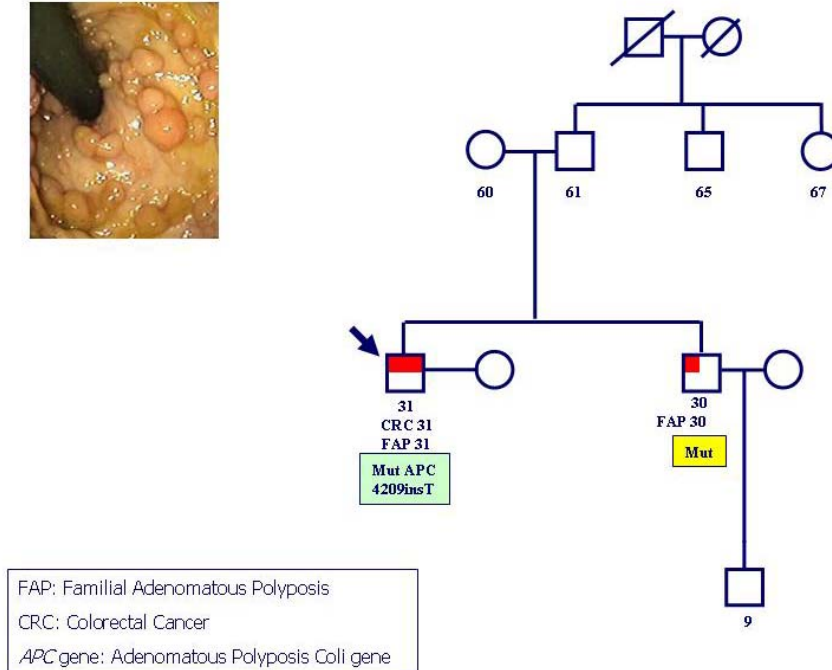 60
61
65
67
31
CRC 31
FAP 31
Mut APC
4209insT
30
FAP 30
Mut
9
FAP: Familial Adenomatous Polyposis
CRC: Colorectal Cancer
APC gene: Adenomatous Polyposis Coli gene